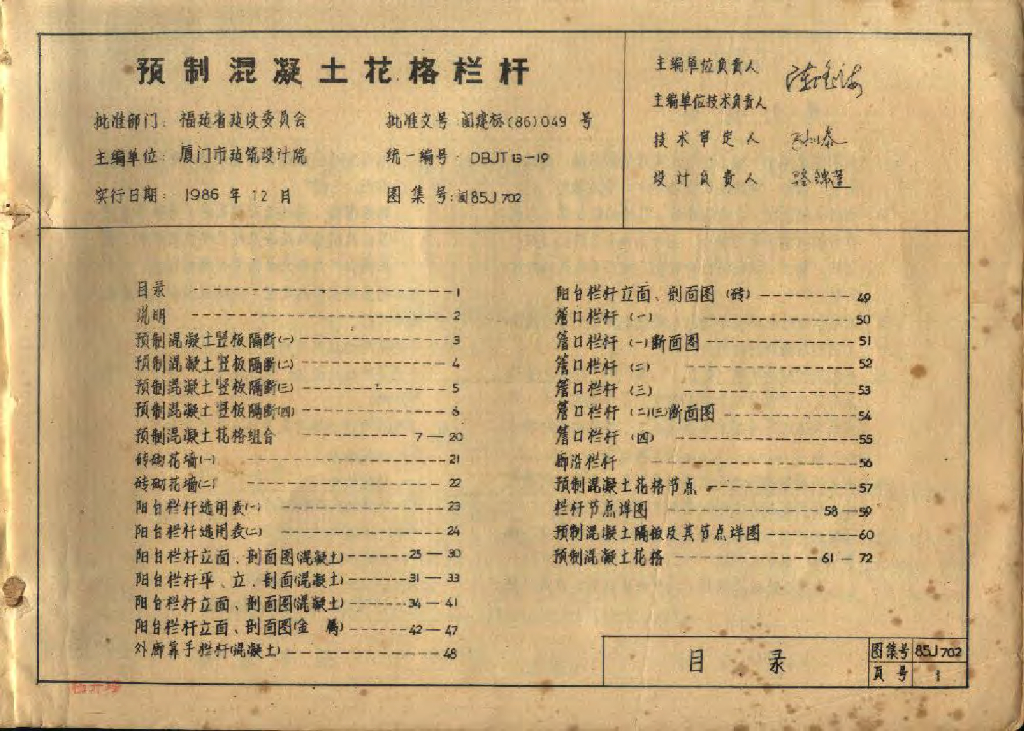 预制混凝土花格栏杆
批准部门：福建省建设委员会
主编单位：厦门市建筑设计院
实行日期：1986年12月
批准文号 闽建标(86)049号
统一编号：DBJT13-19
图集号：闽85J702
主编单位负责人
主编单位技术负责人
技术审定人
设计负责人
目录 1
说明 2
预制混凝土竖板隔断(一) 3
预制混凝土竖板隔断(二) 4
预制混凝土竖板隔断(三) 5
预制混凝土竖板隔断(四) 6
预制混凝土花格组合 7—20
砖砌花墙(一) 21
砖砌花墙(二) 22
阳台栏杆选用表(一) 23
阳台栏杆选用表(二) 24
阳台栏杆立面、剖面图(混凝土) 25—30
阳台栏杆平、立、剖面(混凝土) 31—33
阳台栏杆立面、剖面图(混凝土) 34—41
阳台栏杆立面、剖面图(金属) 42—47
外廊靠手栏杆(混凝土) 48
阳台栏杆立面、剖面图(砖) 49
窗口栏杆(一) 50
窗口栏杆(一)断面图 51
窗口栏杆(二) 52
窗口栏杆(三) 53
窗口栏杆(二)(三)断面图 54
窗口栏杆(四) 55
栏杆 56
预制混凝土花格节点 57
栏杆节点详图 58—59
预制混凝土隔板及其节点详图 60
预制混凝土花格 61—72
目录
图集号 85J702
頁号 1